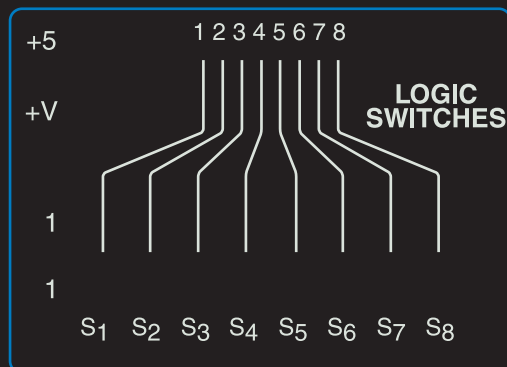 +5 1 2 3 4 5 6 7 8
+V
LOGIC
SWITCHES
1
1
S1 S2 S3 S4 S5 S6 S7 S8